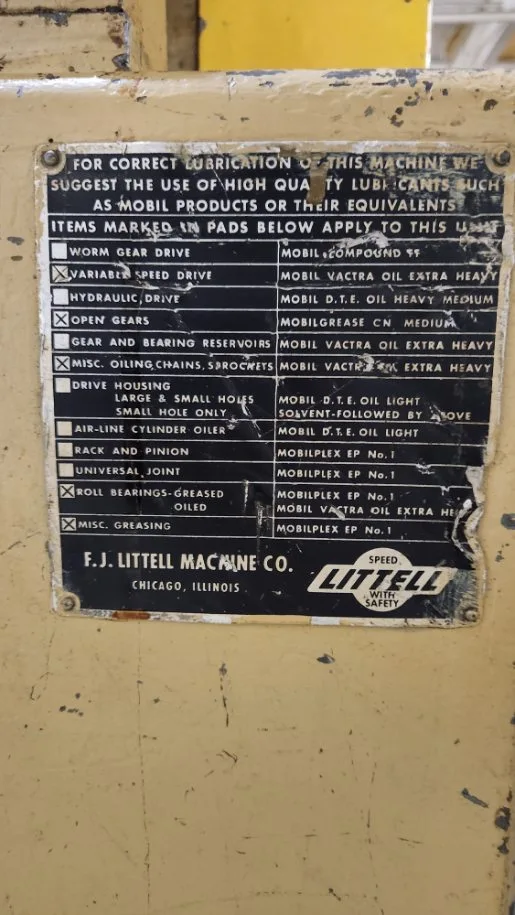 FOR CORRECT LUBRICATION OF THIS MACHINE WE
SUGGEST THE USE OF HIGH QUALITY LUBRICANTS SUCH
AS MOBIL PRODUCTS OR THEIR EQUIVALENTS
ITEMS MARKED IN PADS BELOW APPLY TO THIS UNIT
WORM GEAR DRIVE MOBIL COMPOUND
VARIABLE SPEED DRIVE MOBIL VACTRA OIL EXTRA HEAVY
HYDRAULIC DRIVE MOBIL D.T.E. OIL HEAVY MEDIUM
OPEN GEARS MOBILGREASE CN. MEDIUM
GEAR AND BEARING RESERVOIRS MOBIL VACTRA OIL EXTRA HEAVY
MISC. OILING, CHAINS, SPROCKETS MOBIL VACTRA OIL EXTRA HEAVY
DRIVE HOUSING
LARGE & SMALL HOLES MOBIL D.T.E. OIL LIGHT
SMALL HOLE ONLY SOLVENT-FOLLOWED BY ABOVE
AIR-LINE CYLINDER OILER MOBIL D.T.E. OIL LIGHT
RACK AND PINION MOBILPLEX EP No.1
UNIVERSAL JOINT MOBILPLEX EP No.1
ROLL BEARINGS-GREASED MOBILPLEX EP No.1
OILED MOBIL VACTRA OIL EXTRA
MISC. GREASING MOBILPLEX EP No.1
F.J. LITTELL MACHINE CO.
CHICAGO, ILLINOIS
SPEED
LITTELL
WITH
SAFETY